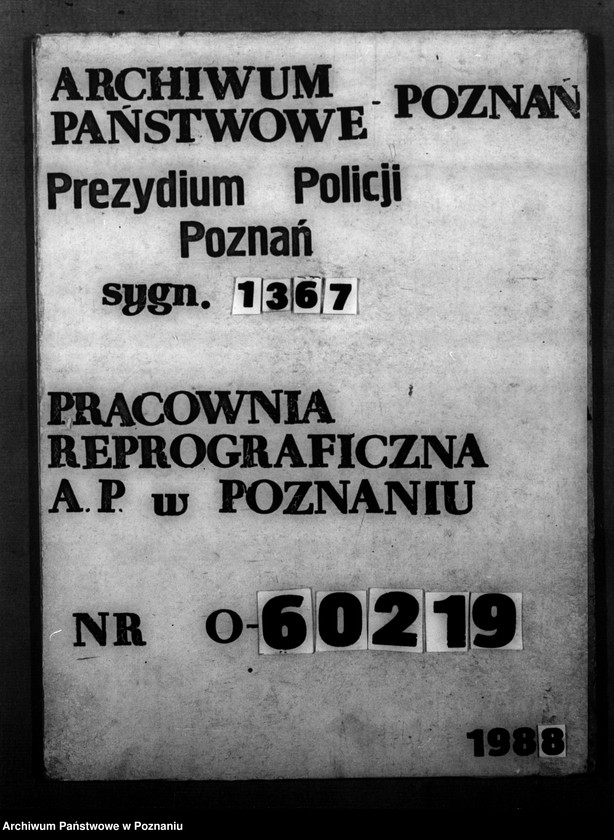 ARCHIWUM
PAŃSTWOWE - POZNAŃ
Prezydium Policji
Poznań
sygn. 1367
PRACOWNIA
REPROGRAFICZNA
A.P. w POZNANIU
NR O-60219
1988
Archiwum Państwowe w Poznaniu